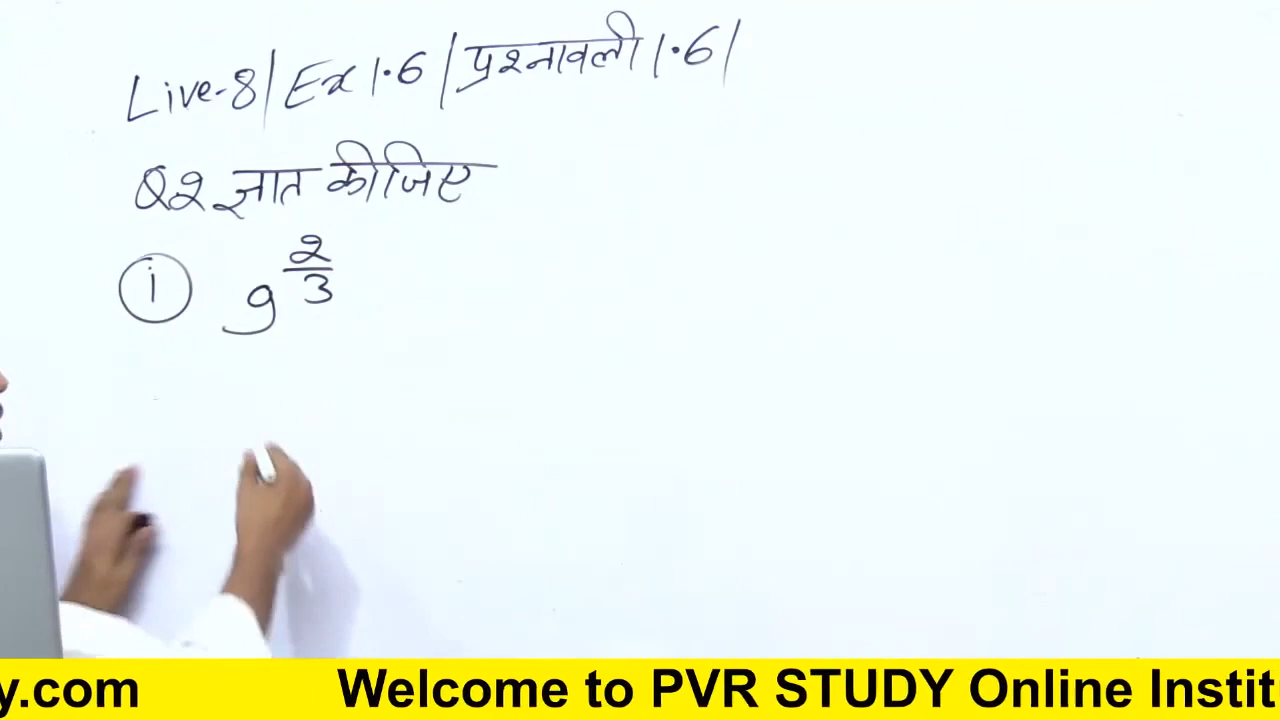 Live-8| Ex 1.6 |प्रश्नावली 1.6|
Q2 ज्ञात कीजिए
i 9^(2/3)
y.com Welcome to PVR STUDY Online Instit